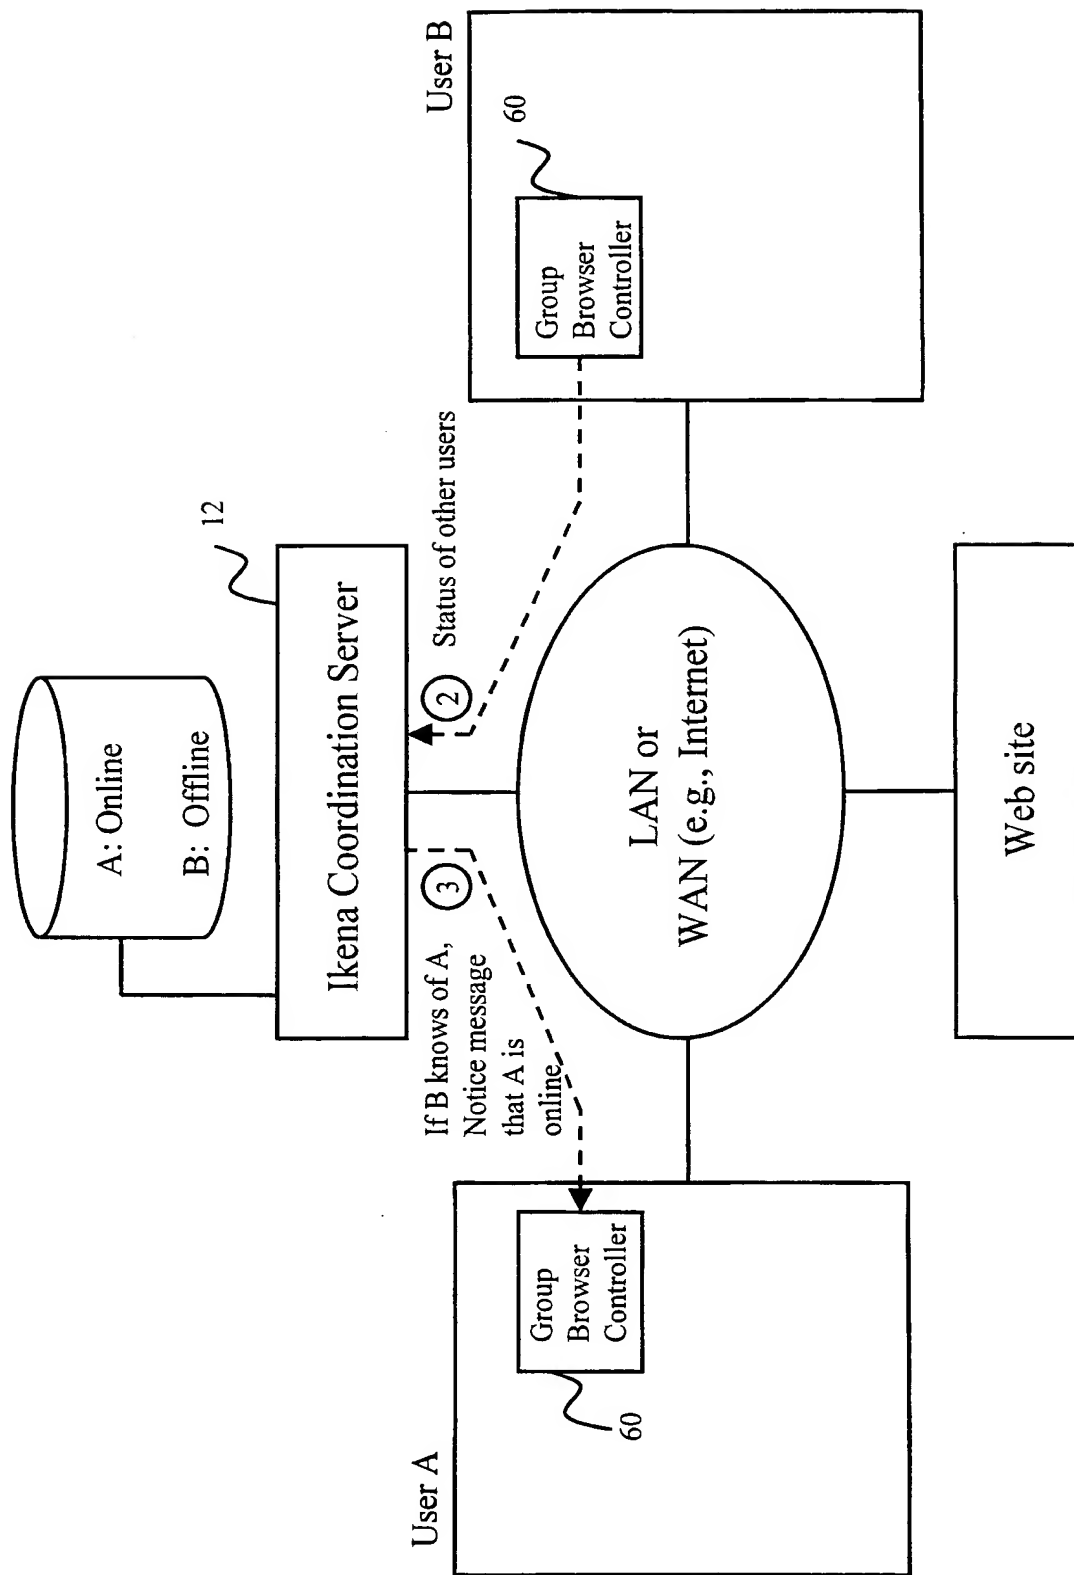 A: Online
B: Offline
12
Ikena Coordination Server
If B knows of A,
Notice message
that A is
online
3
2
Status of other users
User A
Group
Browser
Controller
60
User B
60
Group
Browser
Controller
LAN or
WAN (e.g., Internet)
Web site